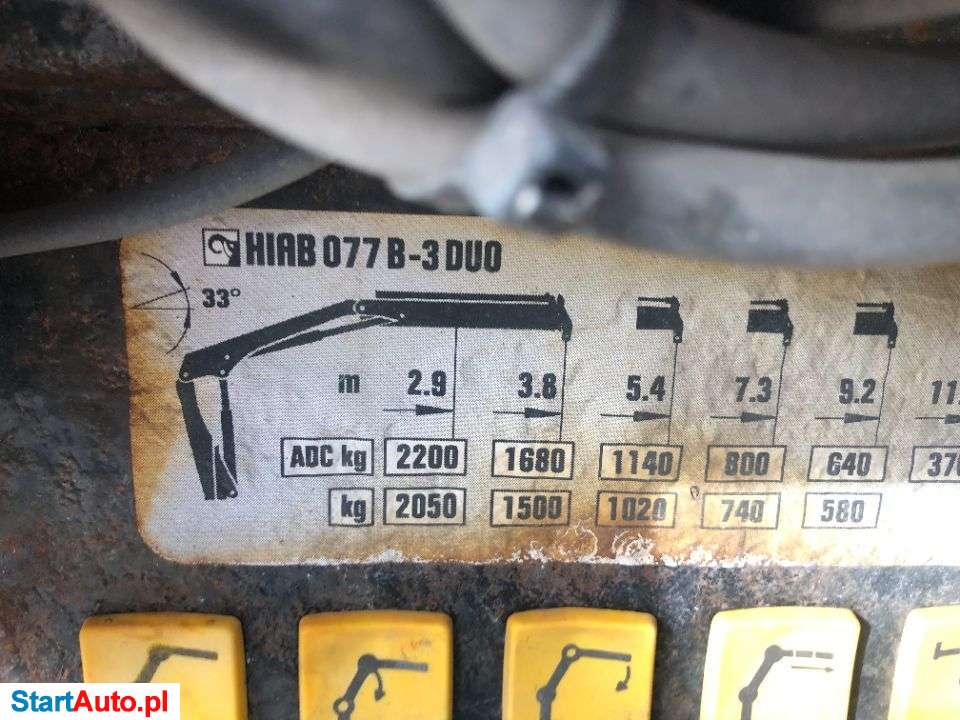 HIAB 077 B-3 DUO
33°
m 2.9 3.8 5.4 7.3 9.2
ADC kg 2200 1680 1140 800 640
kg 2050 1500 1020 740 580
StartAuto.pl